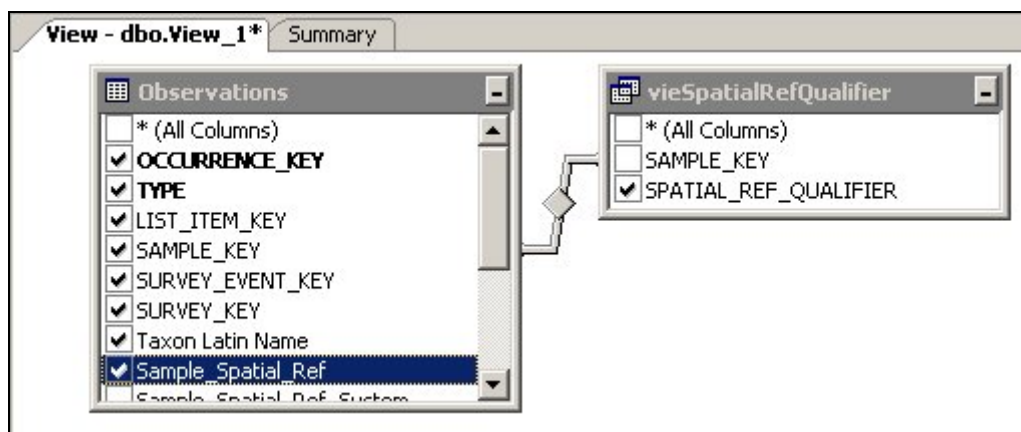 View - dbo.View_1* Summary
Observations
* (All Columns)
OCCURRENCE_KEY
TYPE
LIST_ITEM_KEY
SAMPLE_KEY
SURVEY_EVENT_KEY
SURVEY_KEY
Taxon Latin Name
Sample_Spatial_Ref
Sample_Spatial_Ref_System
vieSpatialRefQualifier
* (All Columns)
SAMPLE_KEY
SPATIAL_REF_QUALIFIER